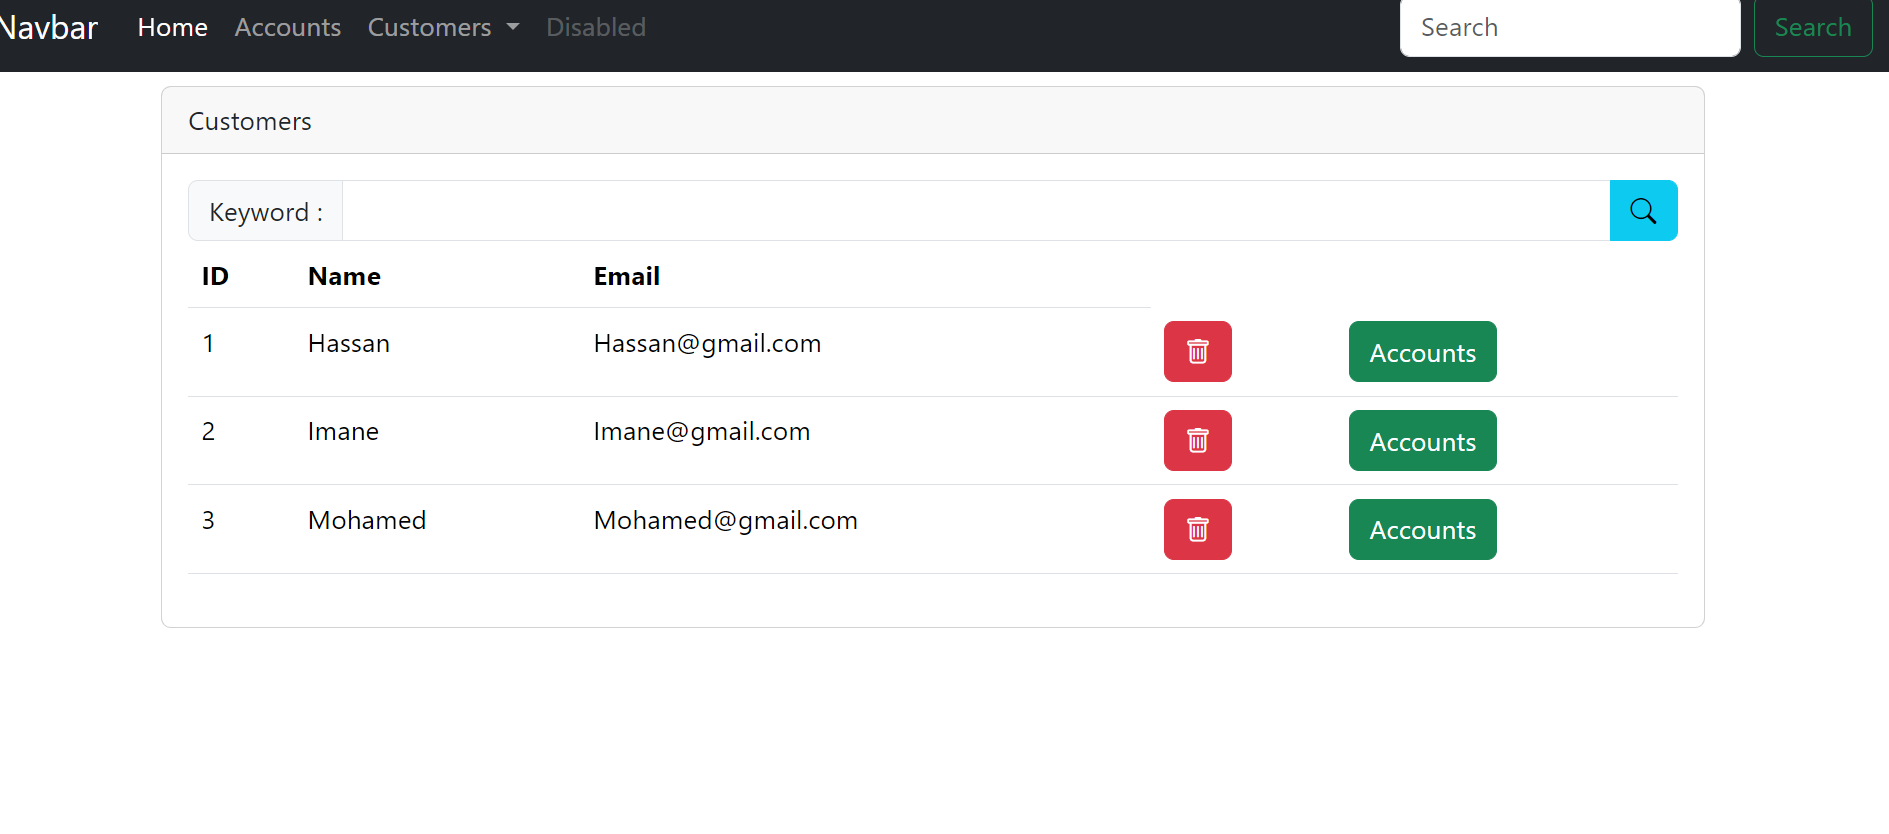 Navbar Home Accounts Customers Disabled Search Search
Customers
Keyword :
ID Name Email
1 Hassan Hassan@gmail.com Accounts
2 Imane Imane@gmail.com Accounts
3 Mohamed Mohamed@gmail.com Accounts